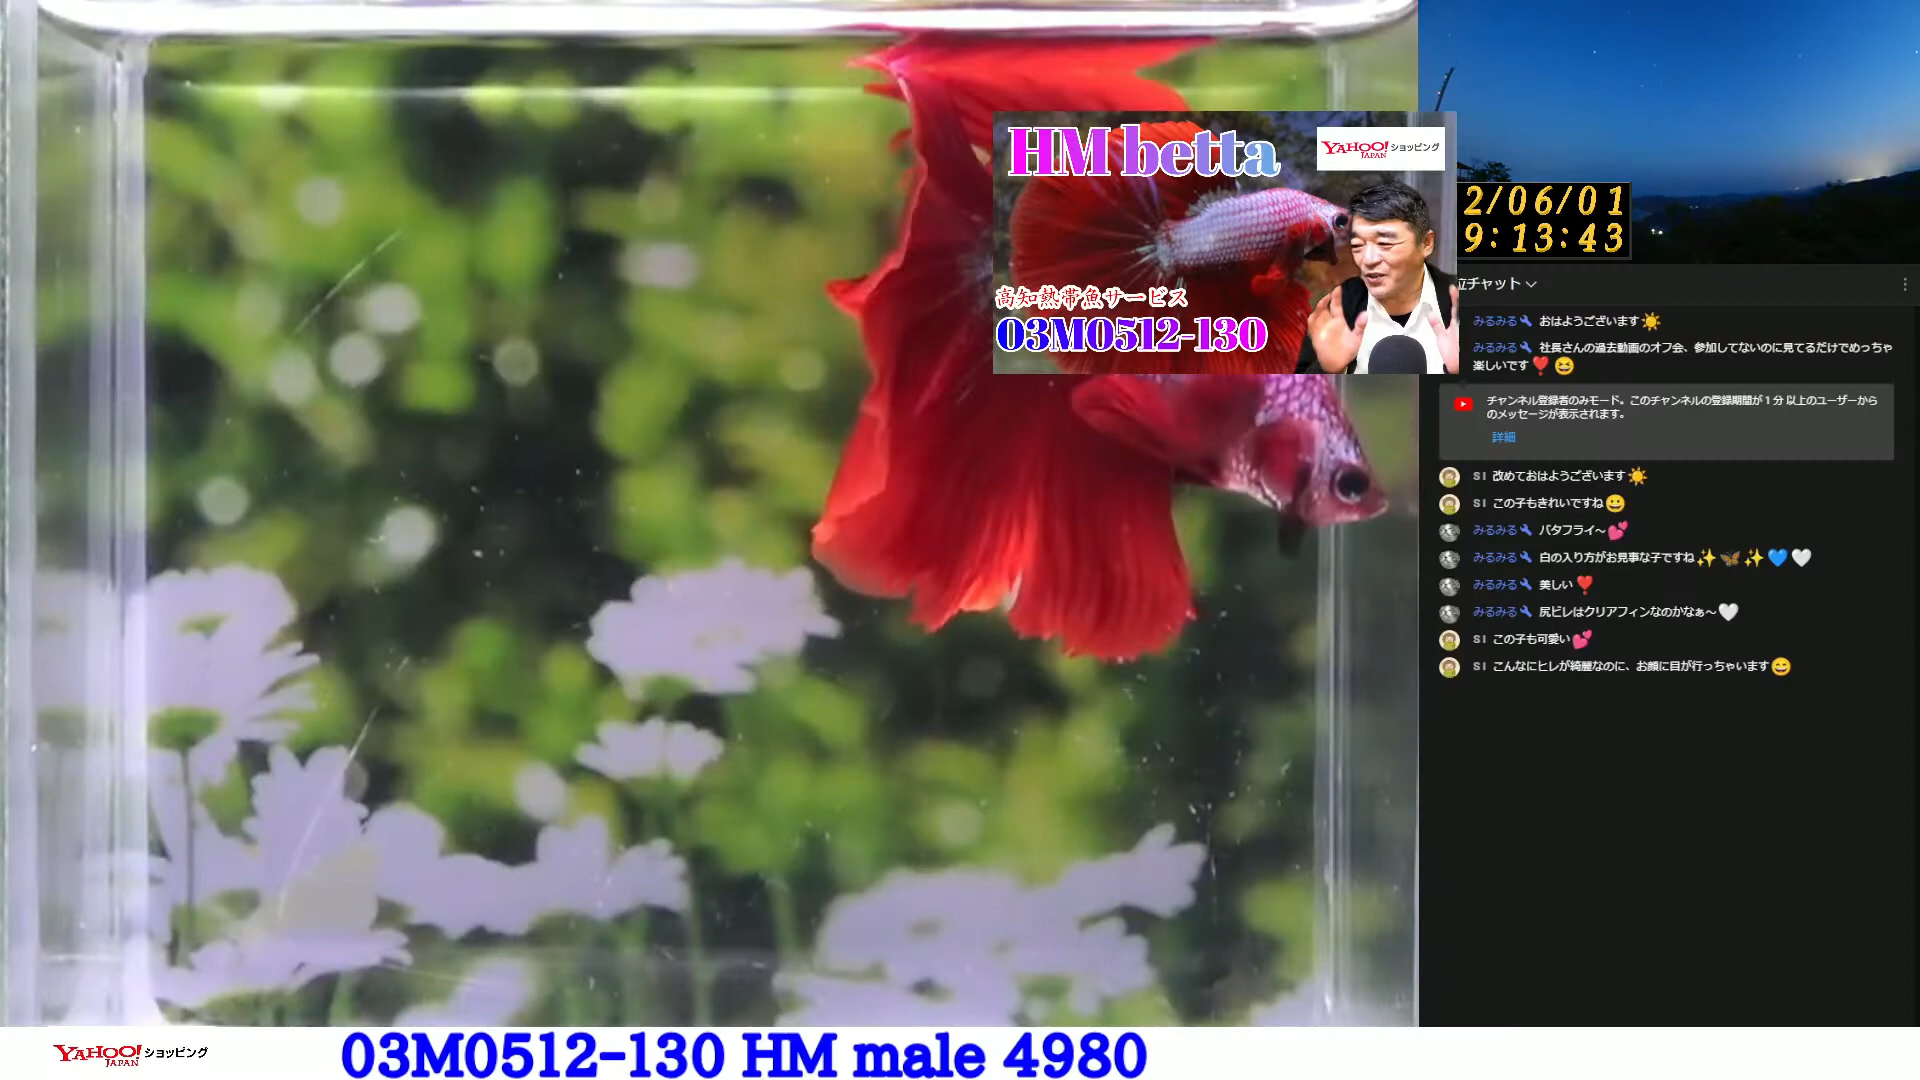 HM betta
YAHOO! ショッピング
JAPAN
高知熱帯魚サービス
03M0512-130
2/06/01
9:13:43
立チャット
みるみる おはようございます☀
みるみる 社長さんの過去動画のオフ会、参加してないのに見てるだけでめっちゃ
楽しいです❣😆
チャンネル登録者のみモード。このチャンネルの登録期間が 1 分 以上のユーザーから
のメッセージが表示されます。
詳細
S I 改めておはようございます☀
S I この子もきれいですね😀
みるみる バタフライ〜💕
みるみる 白の入り方がお見事な子ですね✨🦋✨💙🤍
みるみる 美しい❣
みるみる 尻ビレはクリアフィンなのかなぁ〜🤍
S I この子も可愛い💕
S I こんなにヒレが綺麗なのに、お顔に目が行っちゃいます😄
YAHOO! ショッピング
JAPAN
03M0512-130 HM male 4980